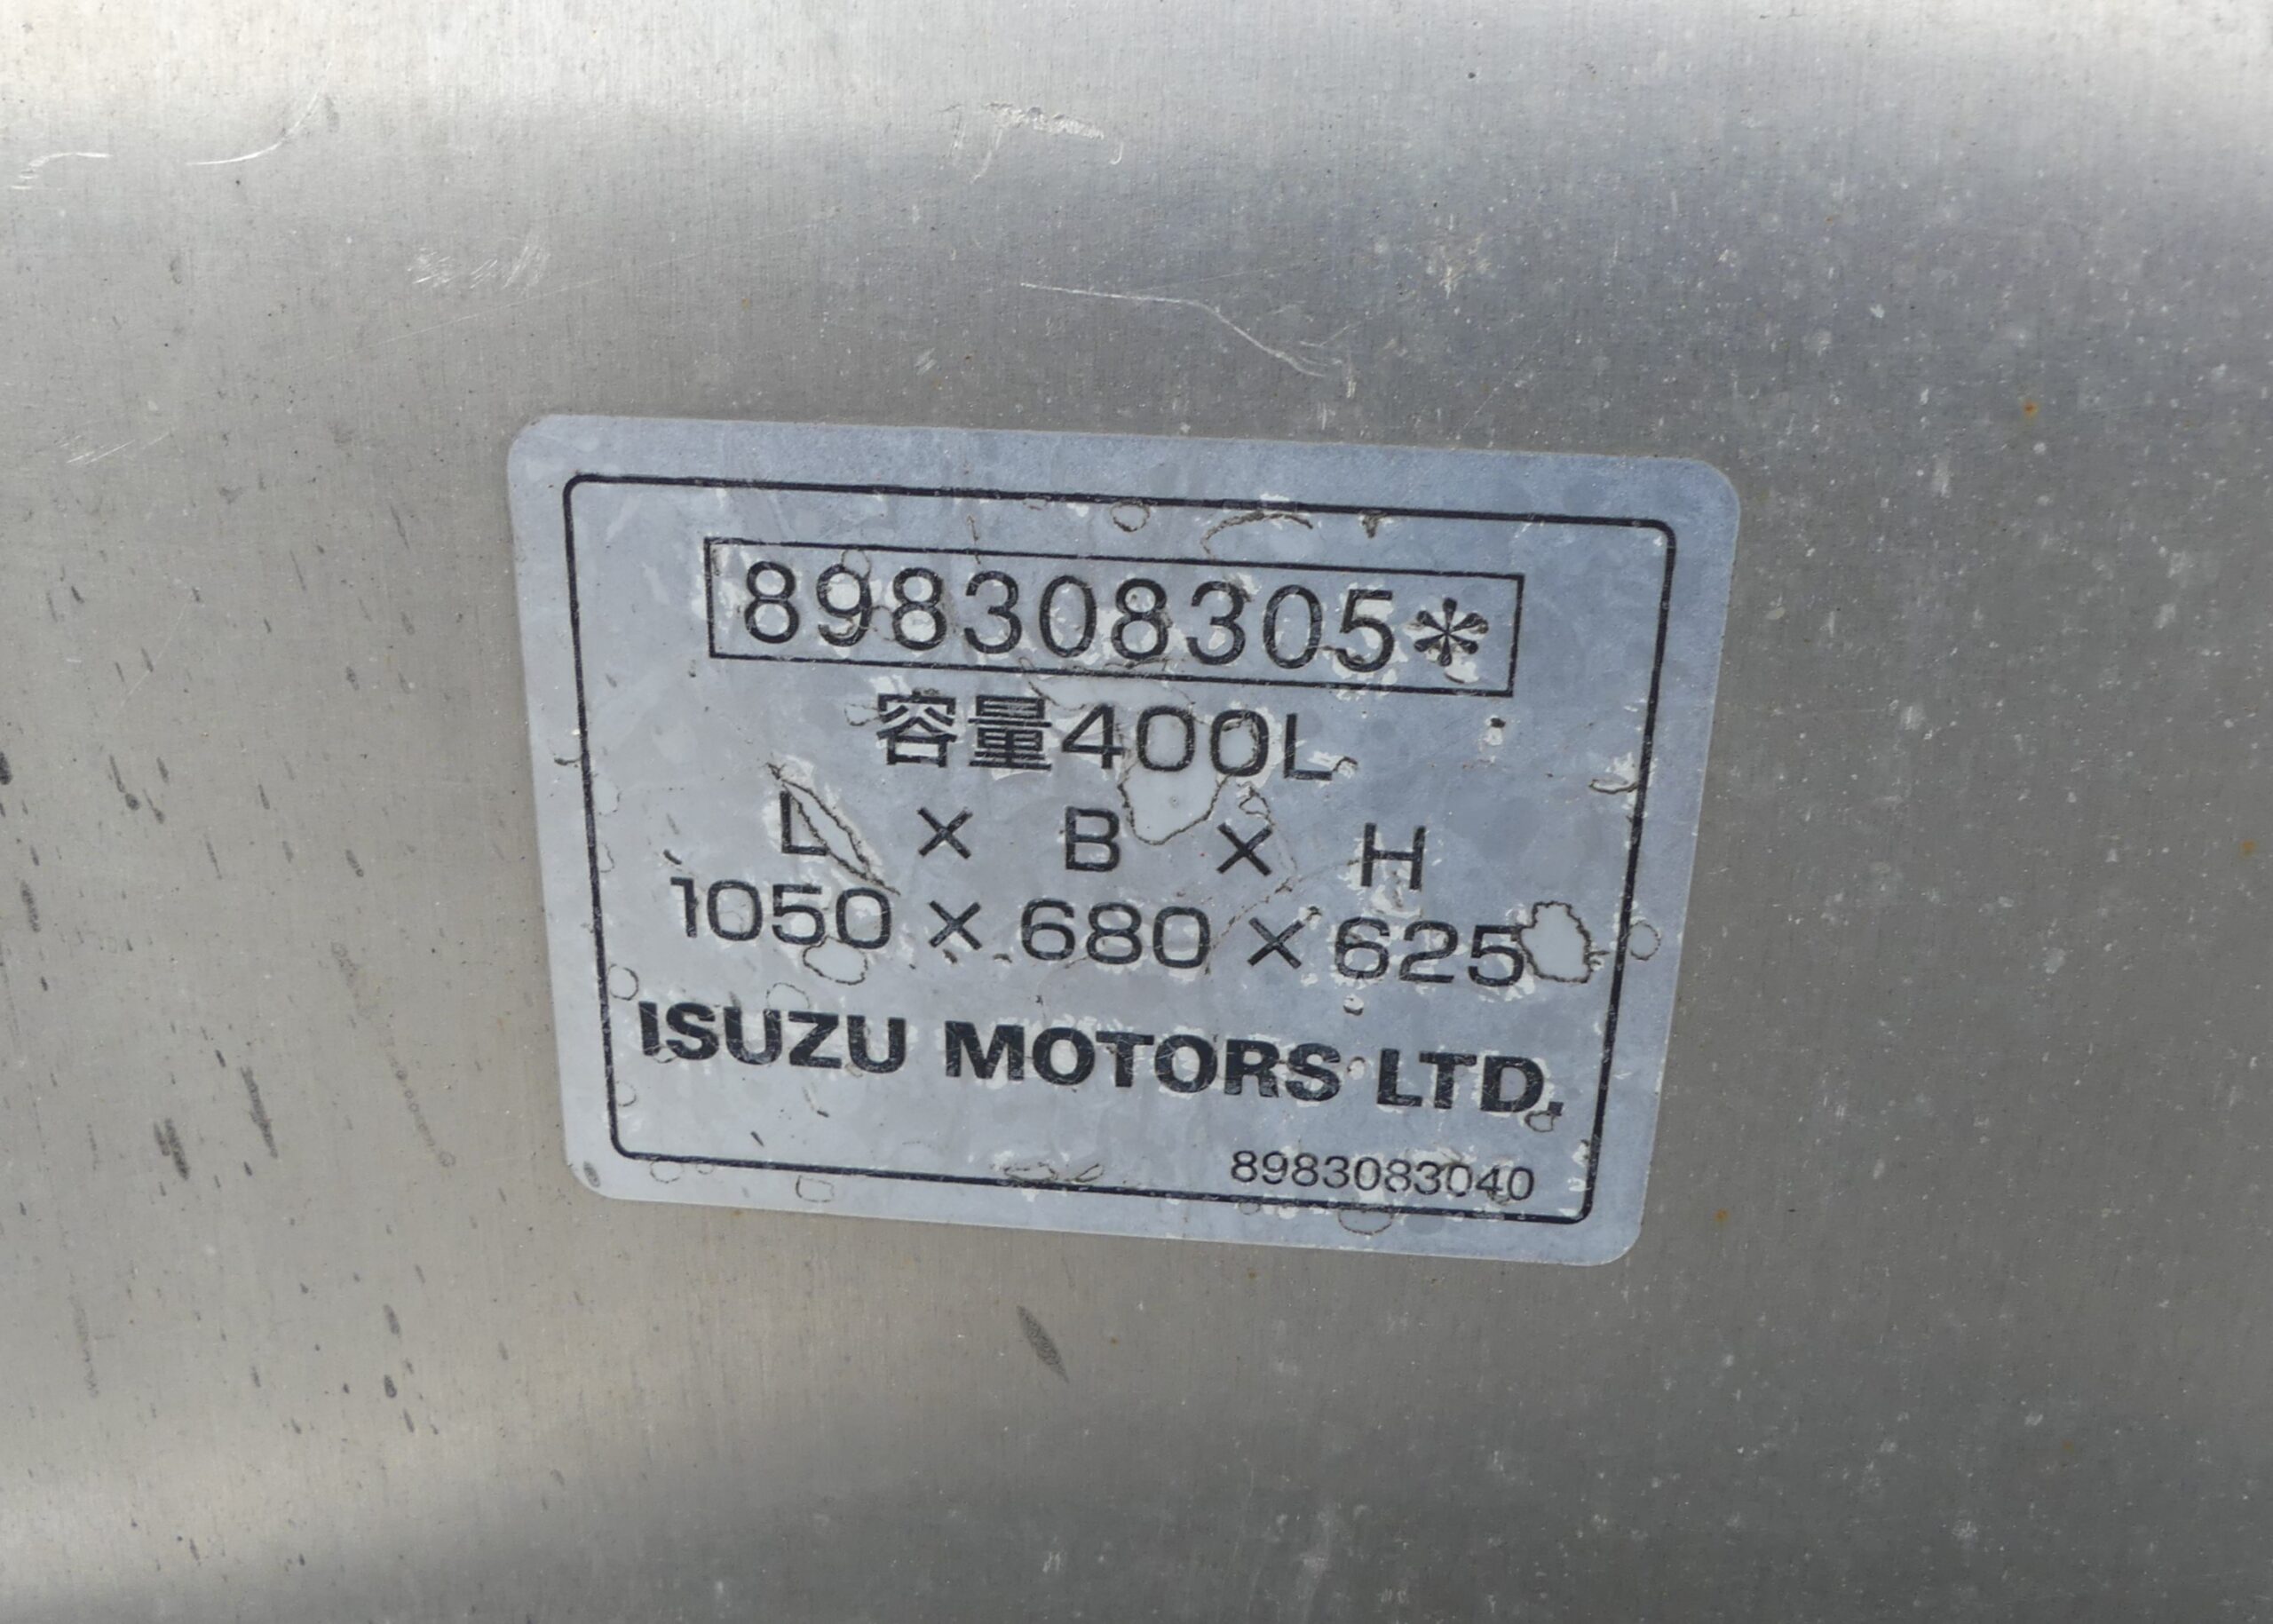 898308305*
容量400L
L × B × H
1050 × 680 × 625
ISUZU MOTORS LTD.
8983083040